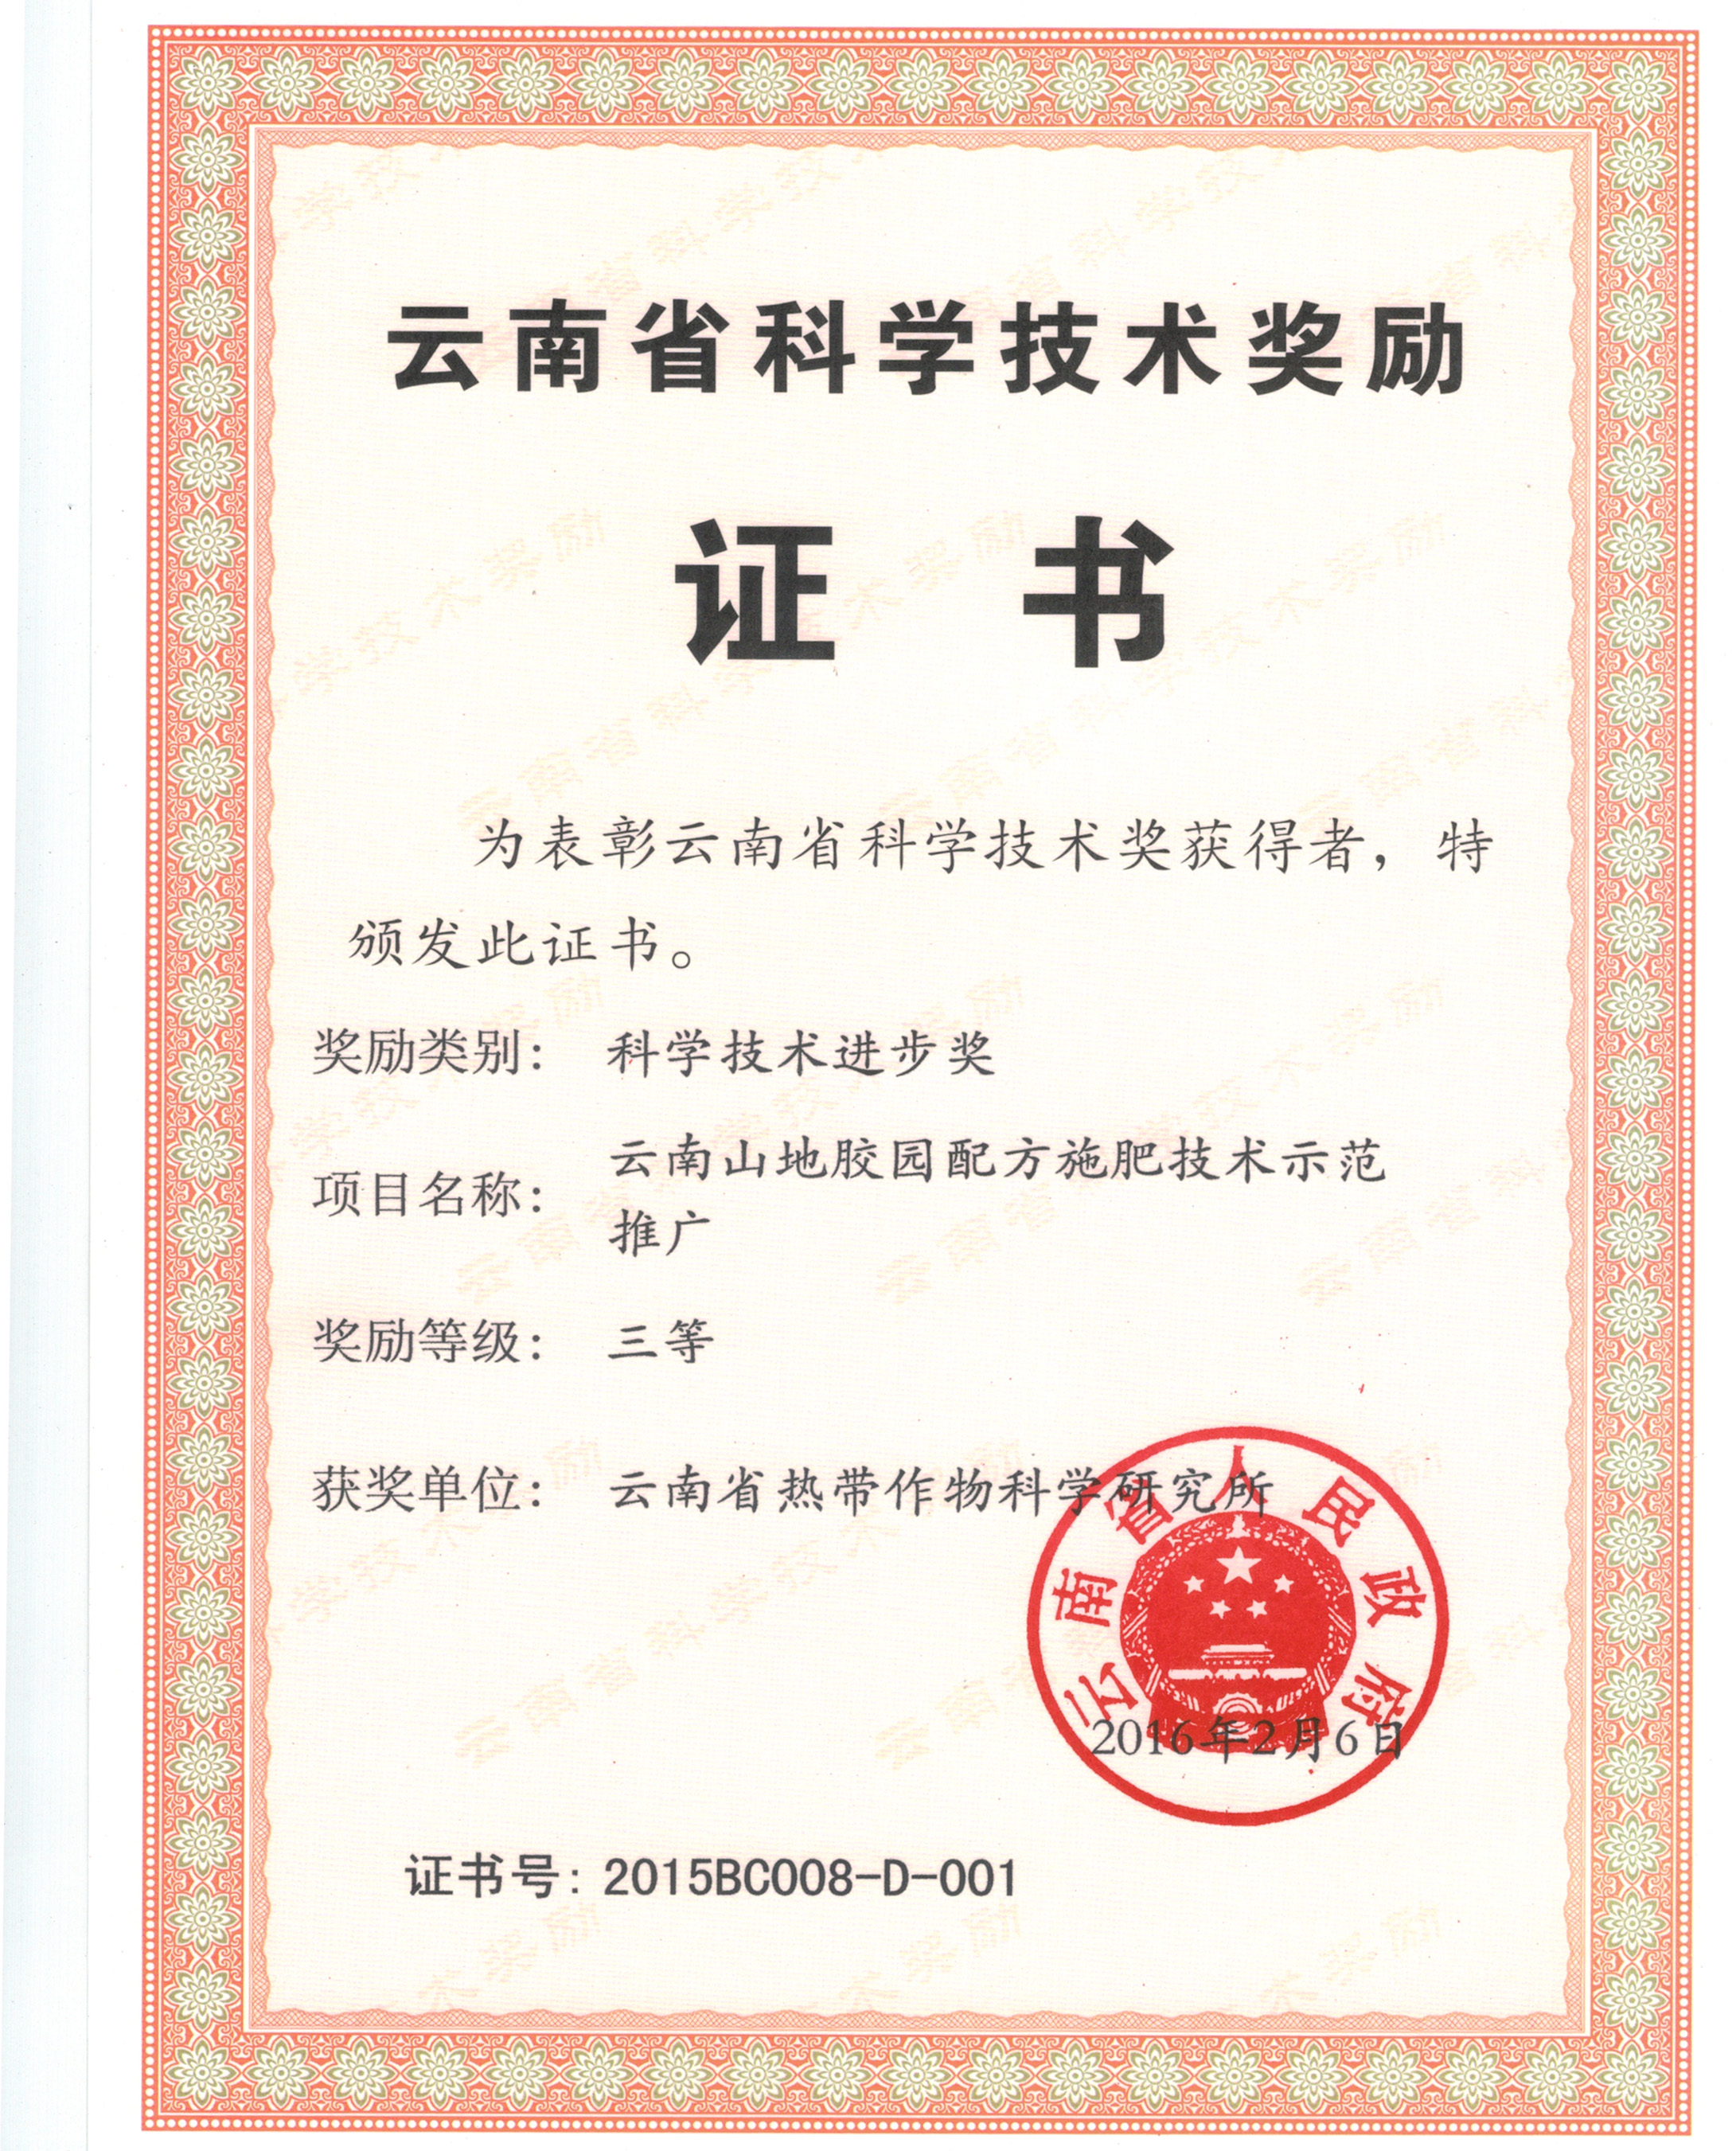 云南省科学技术奖励
证书
为表彰云南省科学技术奖获得者，特
颁发此证书。
奖励类别： 科学技术进步奖
项目名称： 云南山地胶园配方施肥技术示范
推广
奖励等级： 三等
获奖单位： 云南省热带作物科学研究所
云南省人民政府
2016年2月6日
证书号：2015BC008-D-001